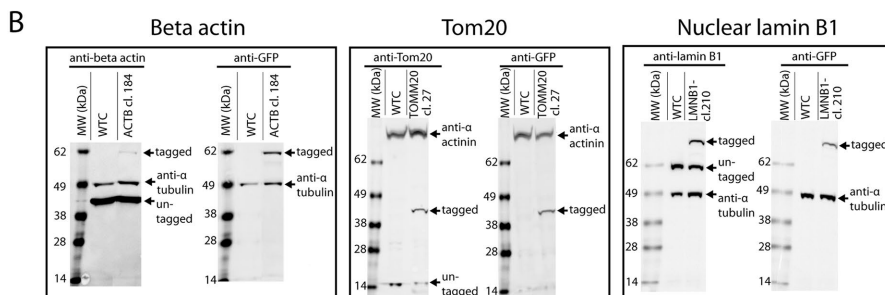 B
Beta actin
anti-beta actin
MW (kDa)
WTC
ACTB cl. 184
62
49
38
28
14
tagged
anti-α
tubulin
un-
tagged
anti-GFP
MW (kDa)
WTC
ACTB cl. 184
62
49
38
28
14
tagged
anti-α
tubulin
Tom20
anti-Tom20
MW (kDa)
WTC
TOMM20
cl. 27
62
49
38
28
14
anti-α
actinin
tagged
un-
tagged
anti-GFP
MW (kDa)
WTC
TOMM20
cl. 27
62
49
38
28
14
anti-α
actinin
tagged
Nuclear lamin B1
anti-lamin B1
MW (kDa)
WTC
LMNB1-
cl.210
62
49
38
28
14
tagged
un-
tagged
anti-α
tubulin
anti-GFP
MW (kDa)
WTC
LMNB1-
cl.210
62
49
38
28
14
tagged
anti-α
tubulin